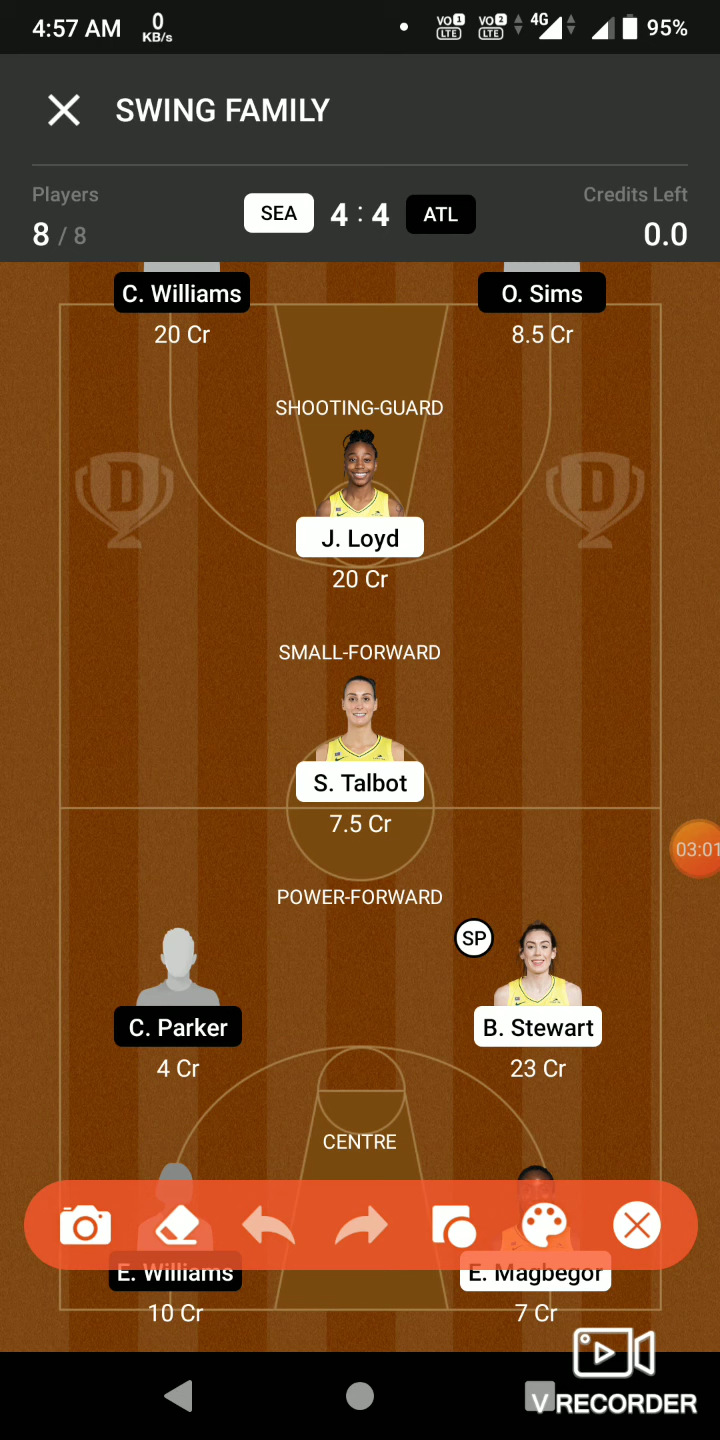 4:57 AM 0 KB/s VO 1 LTE VO 2 LTE 4G 95%
SWING FAMILY
Players Credits Left
8 / 8 SEA 4 : 4 ATL 0.0
C. Williams O. Sims
20 Cr 8.5 Cr
SHOOTING-GUARD
D D
J. Loyd
20 Cr
SMALL-FORWARD
S. Talbot
7.5 Cr
03:01
POWER-FORWARD
SP
C. Parker B. Stewart
4 Cr 23 Cr
CENTRE
E. Williams E. Magbegor
10 Cr 7 Cr
V RECORDER